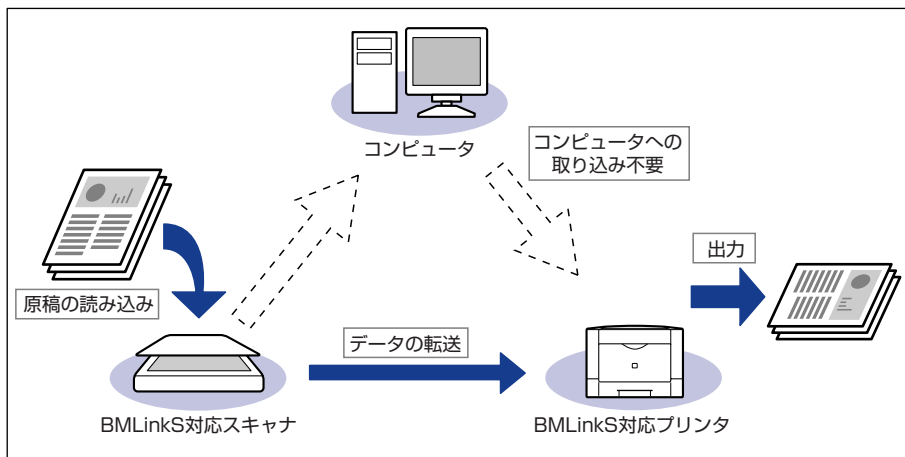 コンピュータ
コンピュータへの
取り込み不要
原稿の読み込み
出力
データの転送
BMLinkS対応スキャナ
BMLinkS対応プリンタ